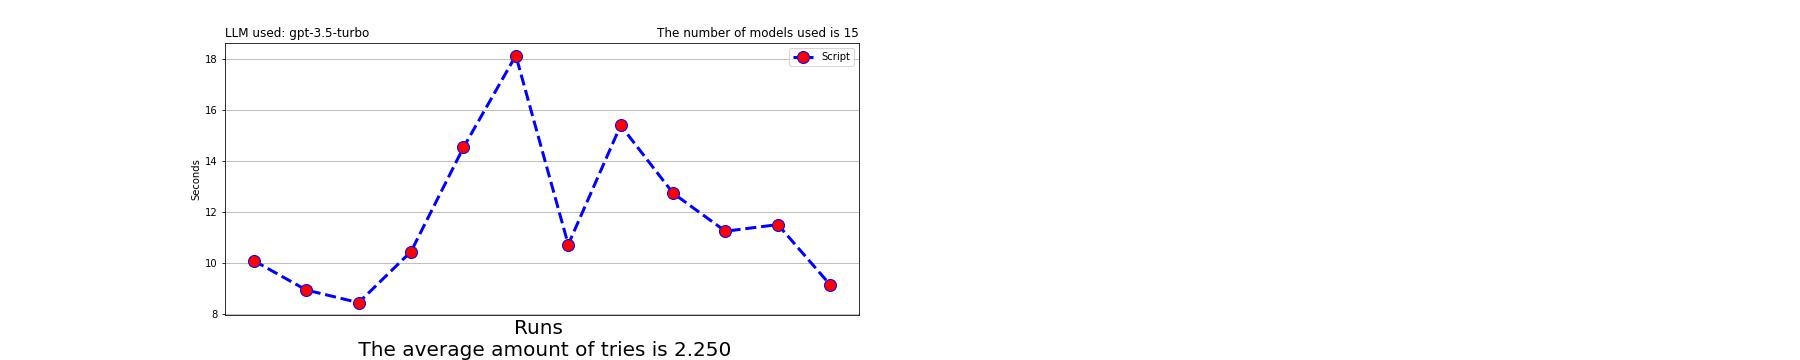 LLM used: gpt-3.5-turbo
The number of models used is 15
Script
18
16
14
12
10
8
Seconds
Runs
The average amount of tries is 2.250